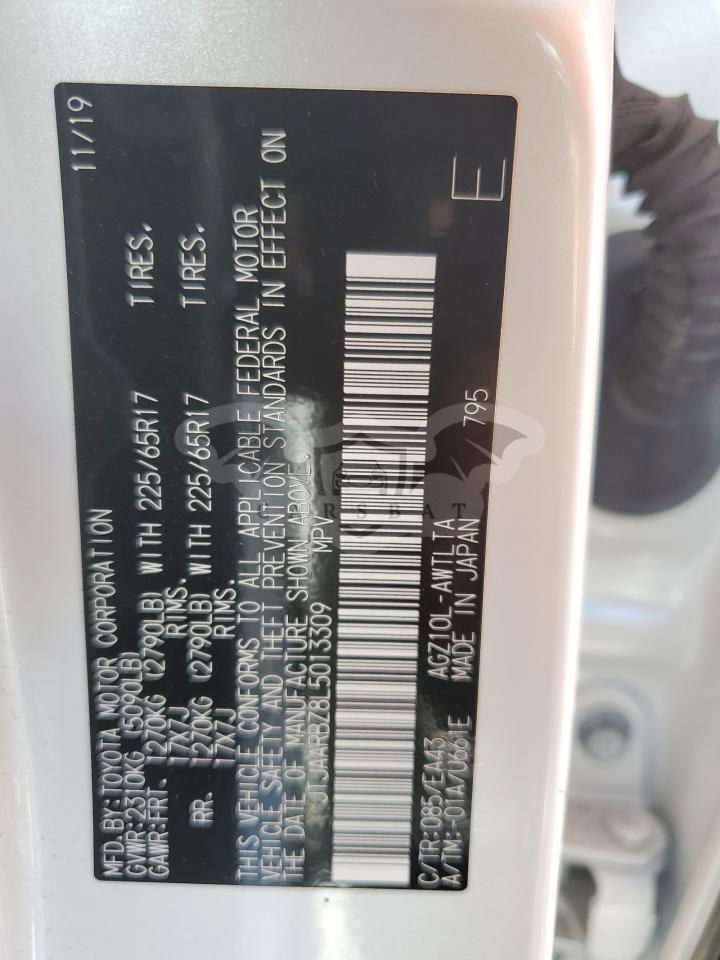 MFD. BY: TOYOTA MOTOR CORPORATION 11/19
GVWR: 2310KG (5090LB)
GAWR: FRT. 1270KG (2790LB) WITH 225/65R17 TIRES.
17X7J RIMS.
RR. 1270KG (2790LB) WITH 225/65R17 TIRES.
17X7J RIMS.
THIS VEHICLE CONFORMS TO ALL APPLICABLE FEDERAL MOTOR
VEHICLE SAFETY AND THEFT PREVENTION STANDARDS IN EFFECT ON
THE DATE OF MANUFACTURE SHOWN ABOVE.
JTJAARBZ8L5013309 MPV
C/TR: 085/EA43 AGZ10L-AWTLTA 795
A/TM: -01A/U661E MADE IN JAPAN
E
CARSBAT